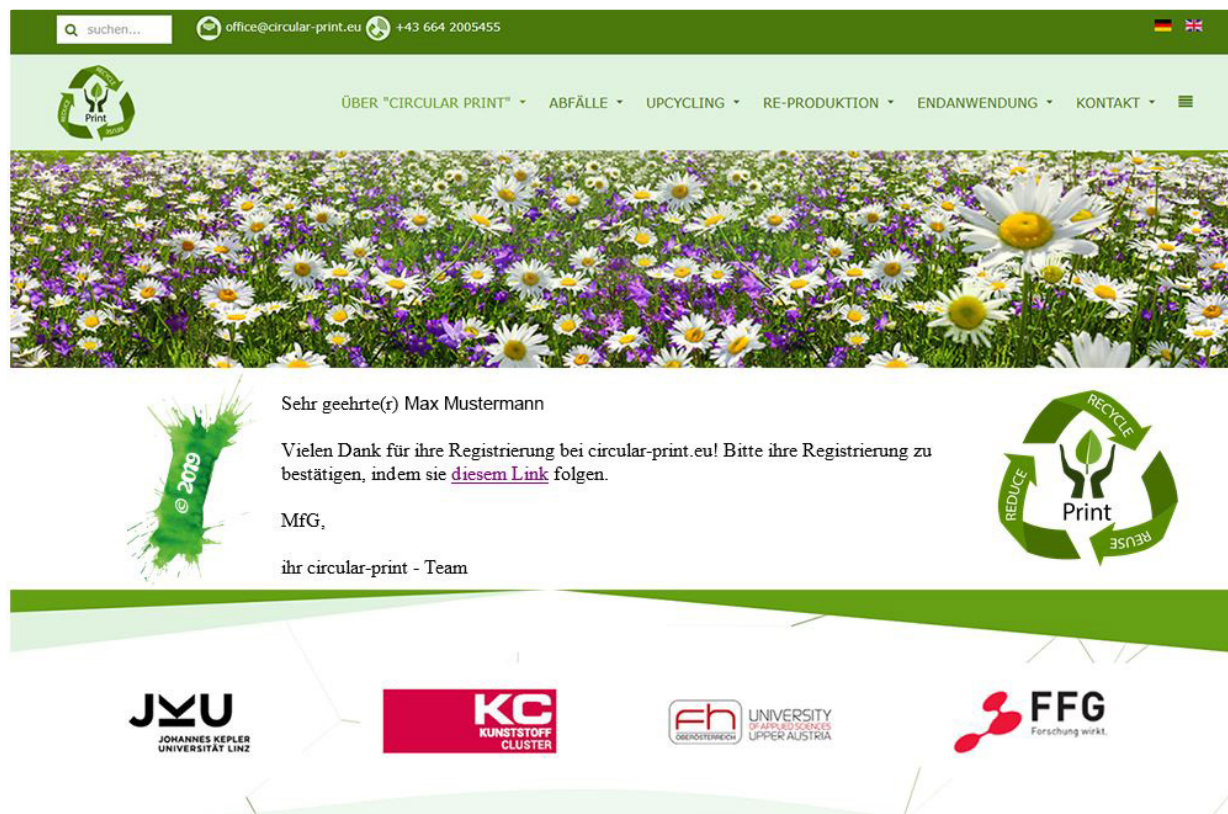 suchen...
office@circular-print.eu
+43 664 2005455
RECYCLE
REDUCE
REUSE
Print
ÜBER "CIRCULAR PRINT"
ABFÄLLE
UPCYCLING
RE-PRODUKTION
ENDANWENDUNG
KONTAKT
© 2019
Sehr geehrte(r) Max Mustermann
Vielen Dank für ihre Registrierung bei circular-print.eu! Bitte ihre Registrierung zu
bestätigen, indem sie diesem Link folgen.
MfG,
ihr circular-print - Team
RECYCLE
REDUCE
Print
REUSE
JKU
JOHANNES KEPLER
UNIVERSITÄT LINZ
KC
KUNSTSTOFF
CLUSTER
fh
OBERÖSTERREICH
UNIVERSITY
OF APPLIED SCIENCES
UPPER AUSTRIA
FFG
Forschung wirkt.